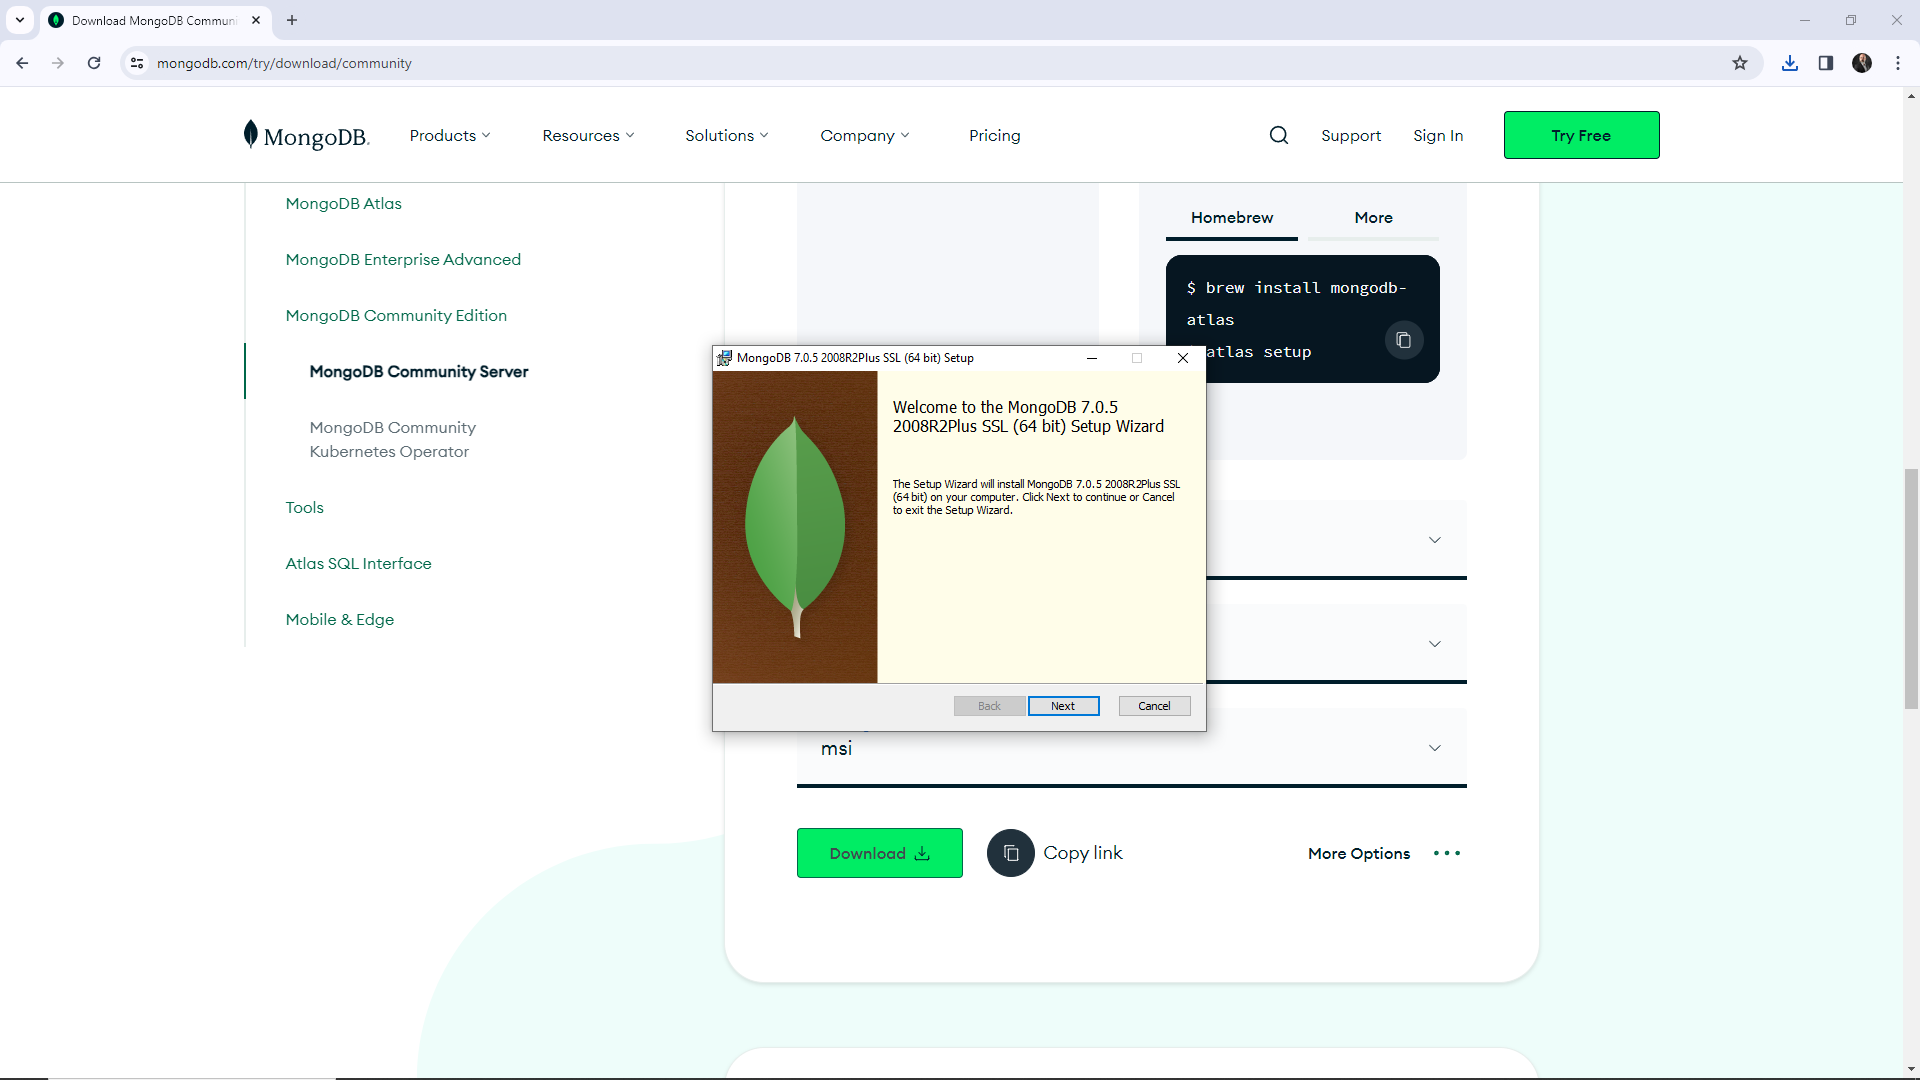 Download MongoDB Communi
mongodb.com/try/download/community
MongoDB.
Products
Resources
Solutions
Company
Pricing
Support
Sign In
Try Free
MongoDB Atlas
MongoDB Enterprise Advanced
MongoDB Community Edition
MongoDB Community Server
MongoDB Community
Kubernetes Operator
Tools
Atlas SQL Interface
Mobile & Edge
Homebrew
More
$ brew install mongodb-
atlas
atlas setup
MongoDB 7.0.5 2008R2Plus SSL (64 bit) Setup
Welcome to the MongoDB 7.0.5
2008R2Plus SSL (64 bit) Setup Wizard
The Setup Wizard will install MongoDB 7.0.5 2008R2Plus SSL
(64 bit) on your computer. Click Next to continue or Cancel
to exit the Setup Wizard.
Back
Next
Cancel
msi
Download
Copy link
More Options